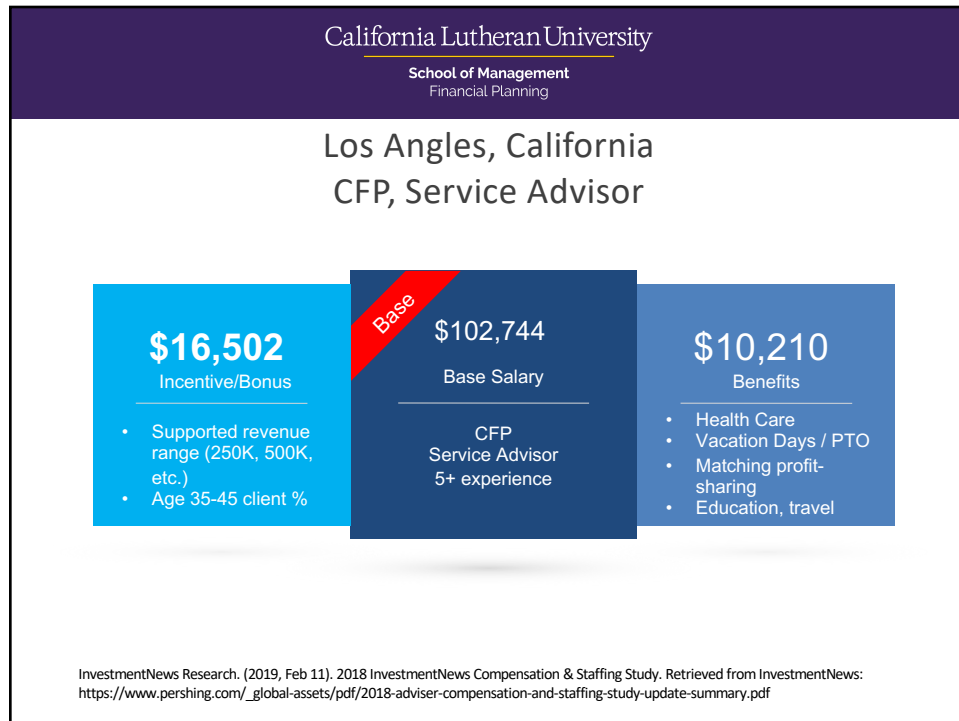 California Lutheran University
School of Management
Financial Planning
Los Angles, California
CFP, Service Advisor
$16,502
Incentive/Bonus
• Supported revenue
range (250K, 500K,
etc.)
• Age 35-45 client %
Base
$102,744
Base Salary
CFP
Service Advisor
5+ experience
$10,210
Benefits
• Health Care
• Vacation Days / PTO
• Matching profit-
sharing
• Education, travel
InvestmentNews Research. (2019, Feb 11). 2018 InvestmentNews Compensation & Staffing Study. Retrieved from InvestmentNews:
https://www.pershing.com/_global-assets/pdf/2018-adviser-compensation-and-staffing-study-update-summary.pdf